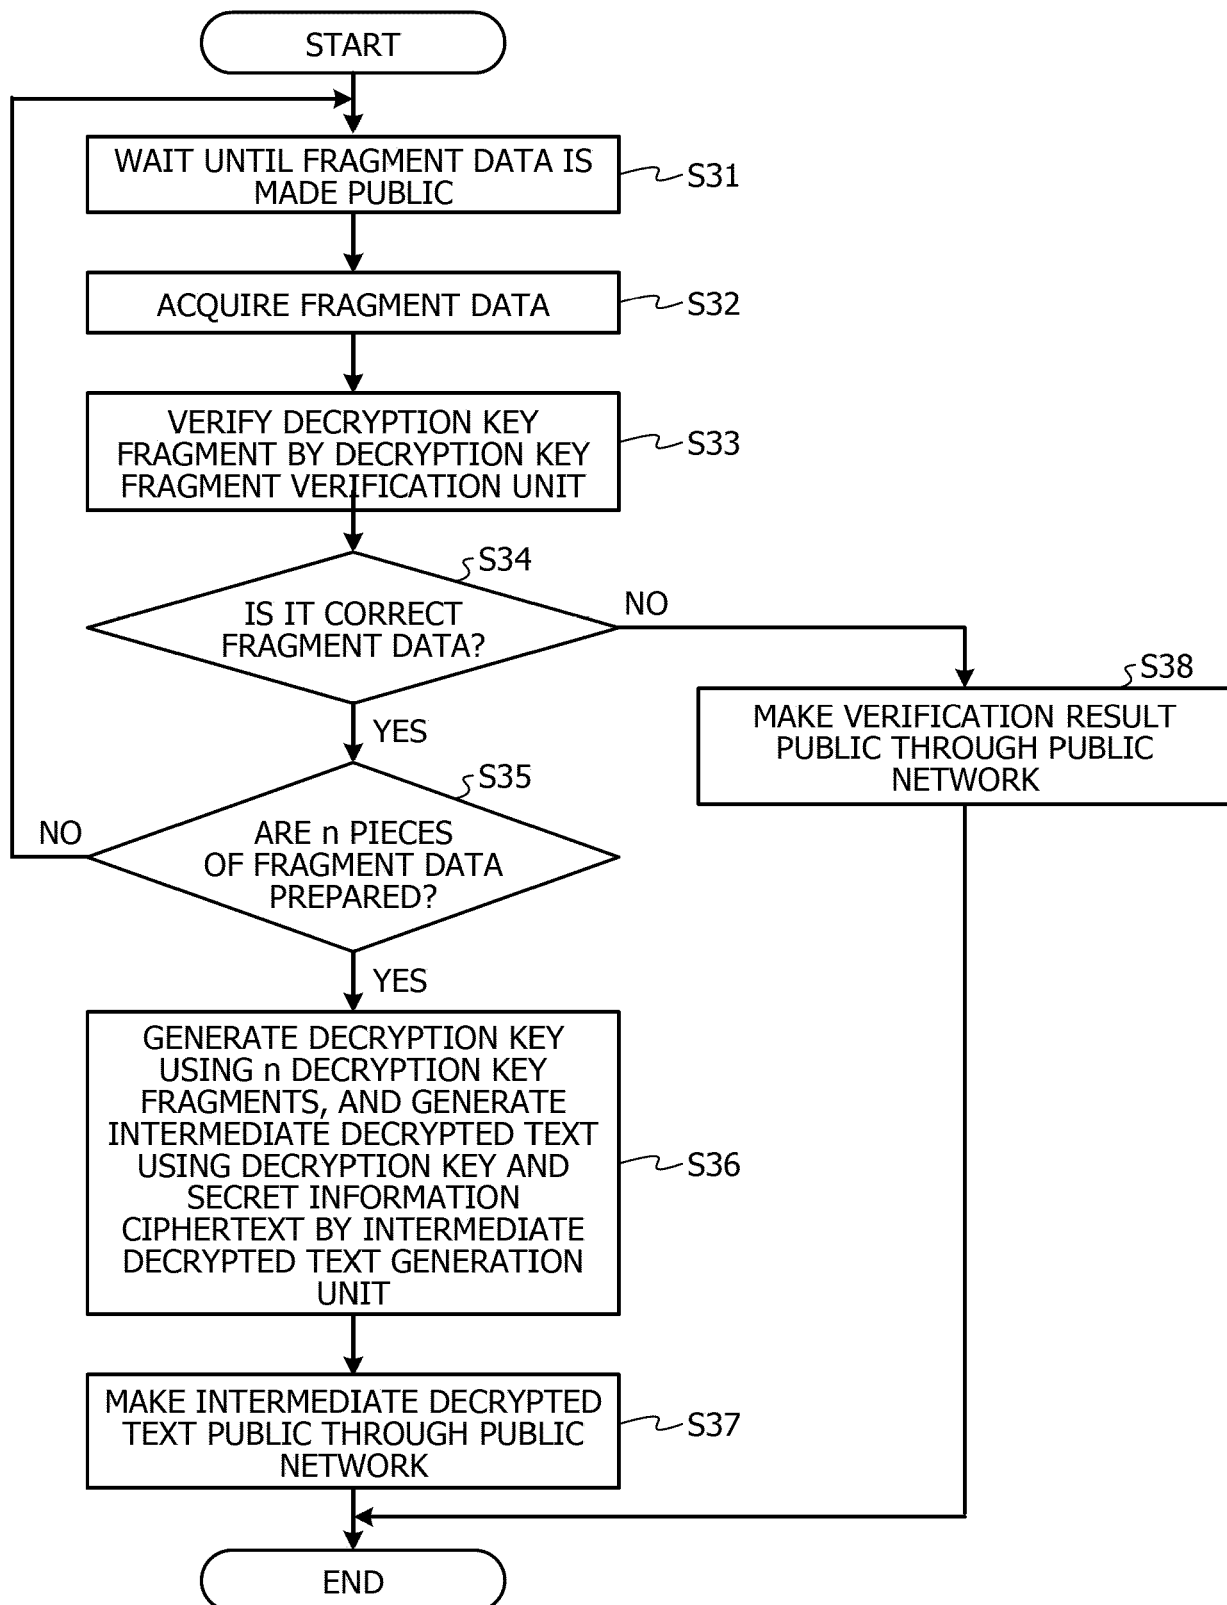 START
WAIT UNTIL FRAGMENT DATA IS
MADE PUBLIC
S31
ACQUIRE FRAGMENT DATA
S32
VERIFY DECRYPTION KEY
FRAGMENT BY DECRYPTION KEY
FRAGMENT VERIFICATION UNIT
S33
S34
IS IT CORRECT
FRAGMENT DATA?
NO
YES
S38
MAKE VERIFICATION RESULT
PUBLIC THROUGH PUBLIC
NETWORK
S35
NO
ARE n PIECES
OF FRAGMENT DATA
PREPARED?
YES
GENERATE DECRYPTION KEY
USING n DECRYPTION KEY
FRAGMENTS, AND GENERATE
INTERMEDIATE DECRYPTED TEXT
USING DECRYPTION KEY AND
SECRET INFORMATION
CIPHERTEXT BY INTERMEDIATE
DECRYPTED TEXT GENERATION
UNIT
S36
MAKE INTERMEDIATE DECRYPTED
TEXT PUBLIC THROUGH PUBLIC
NETWORK
S37
END